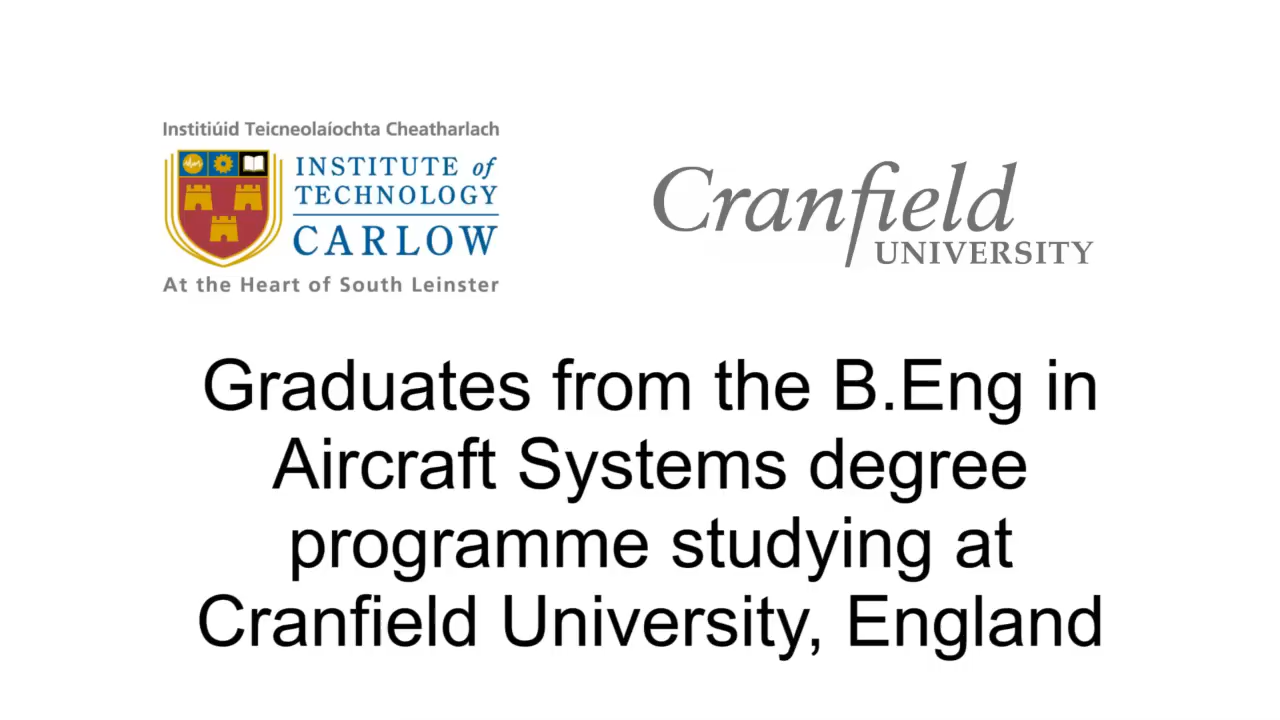 Institiúid Teicneolaíochta Cheatharlach
INSTITUTE of
TECHNOLOGY
CARLOW
At the Heart of South Leinster
Cranfield
UNIVERSITY
Graduates from the B.Eng in
Aircraft Systems degree
programme studying at
Cranfield University, England